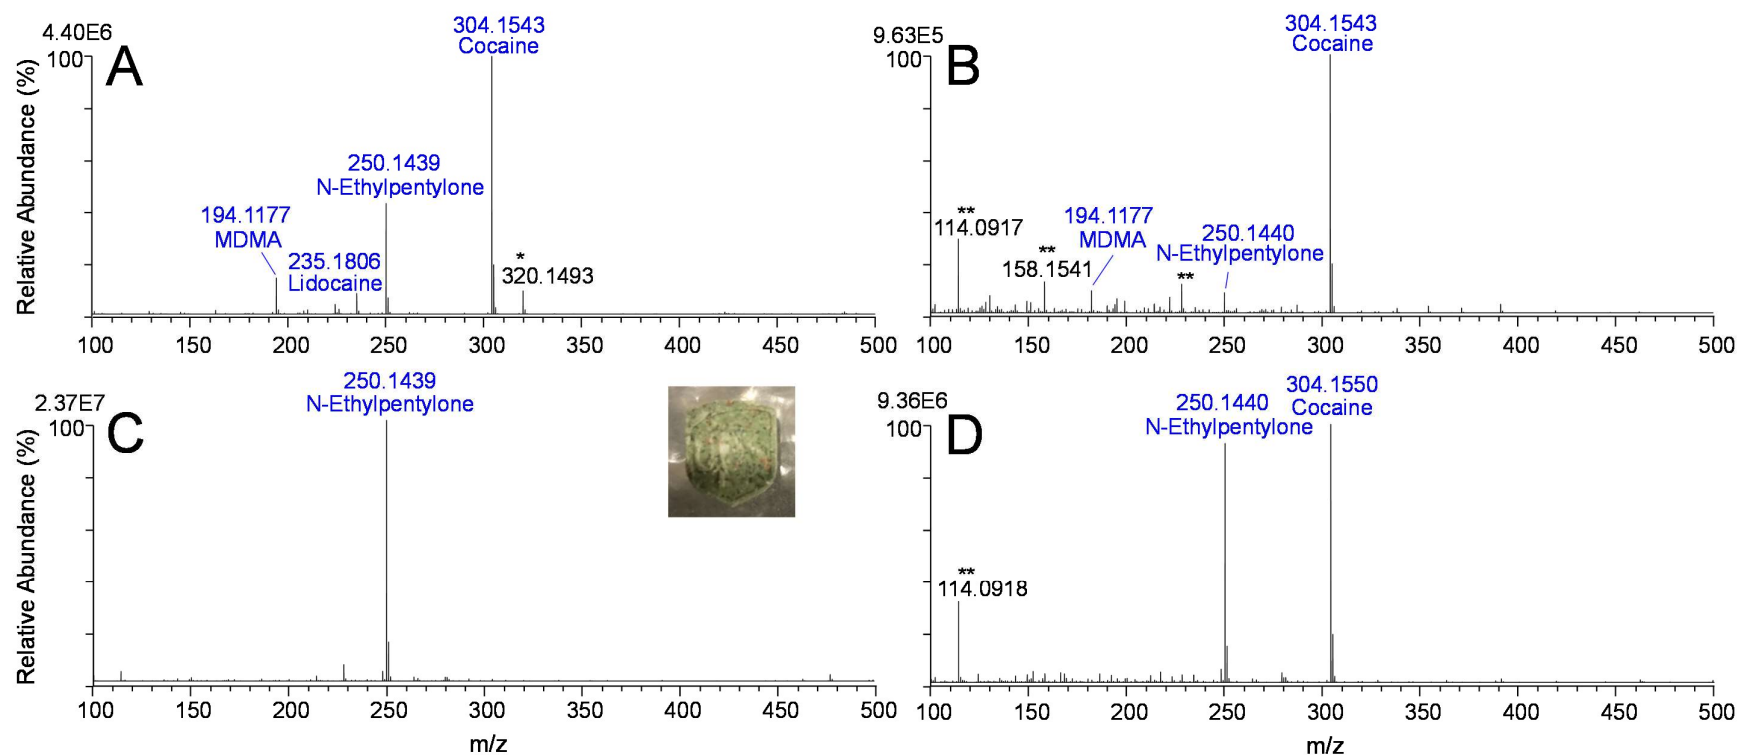 4.40E6
A
304.1543
Cocaine
100
250.1439
N-Ethylpentylone
194.1177
MDMA
235.1806
Lidocaine
*
320.1493
Relative Abundance (%)
100 150 200 250 300 350 400 450 500
9.63E5
B
304.1543
Cocaine
100
**
114.0917
**
158.1541
194.1177
MDMA
**
250.1440
N-Ethylpentylone
100 150 200 250 300 350 400 450 500
2.37E7
C
250.1439
N-Ethylpentylone
100
Relative Abundance (%)
100 150 200 250 300 350 400 450 500
m/z
9.36E6
D
304.1550
Cocaine
250.1440
N-Ethylpentylone
100
**
114.0918
100 150 200 250 300 350 400 450 500
m/z